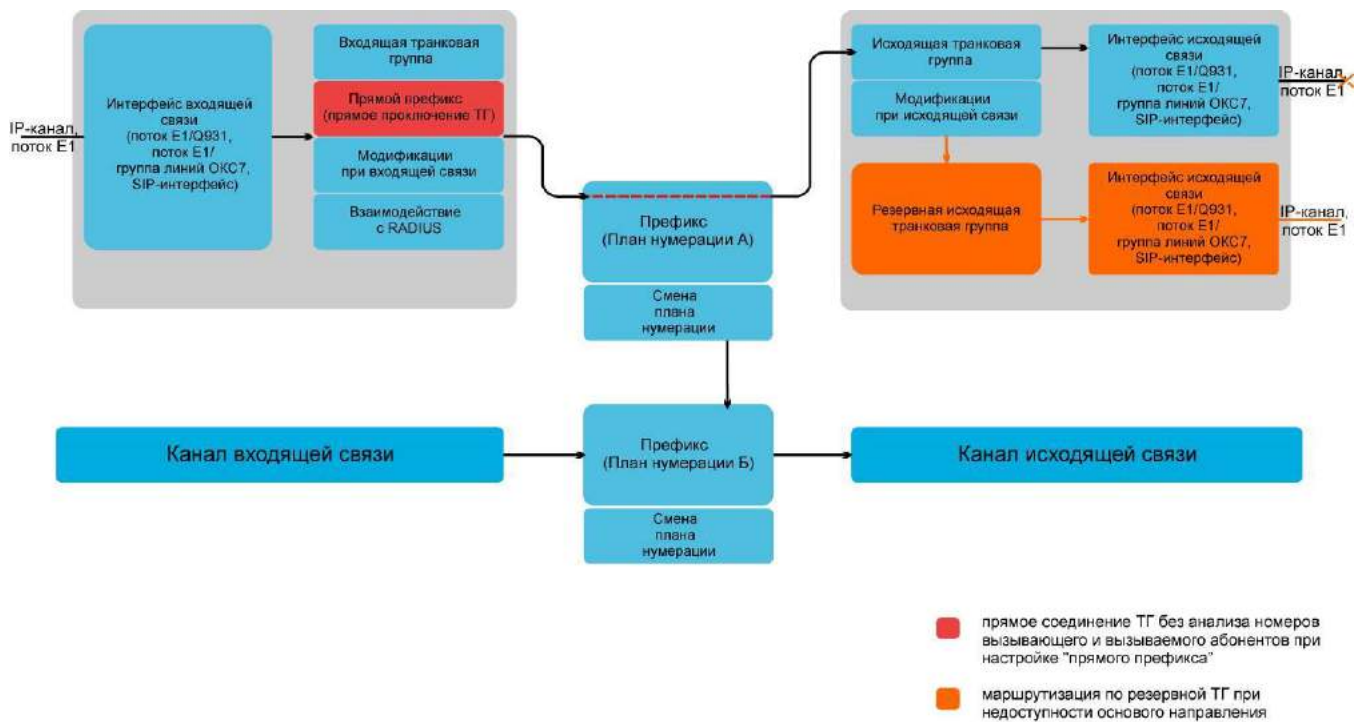 IP-канал,
поток Е1
Интерфейс входящей
связи
(поток Е1/Q931,
поток Е1/
группа линий ОКС7,
SIP-интерфейс)
Входящая транковая
группа
Прямой префикс
(прямое проключение ТГ)
Модификации
при входящей связи
Взаимодействие
с RADIUS
Префикс
(План нумерации А)
Смена
плана
нумерации
Исходящая транковая
группа
Модификации
при исходящей связи
Резервная исходящая
транковая группа
Интерфейс исходящей
связи
(поток Е1/Q931,
поток Е1/
группа линий ОКС7,
SIP-интерфейс)
IP-канал,
поток Е1
Интерфейс исходящей
связи
(поток Е1/Q931,
поток Е1/
группа линий ОКС7,
SIP-интерфейс)
IP-канал,
поток Е1
Канал входящей связи
Префикс
(План нумерации Б)
Смена
плана
нумерации
Канал исходящей связи
прямое соединение ТГ без анализа номеров
вызывающего и вызываемого абонентов при
настройке "прямого префикса"
маршрутизация по резервной ТГ при
недоступности основого направления